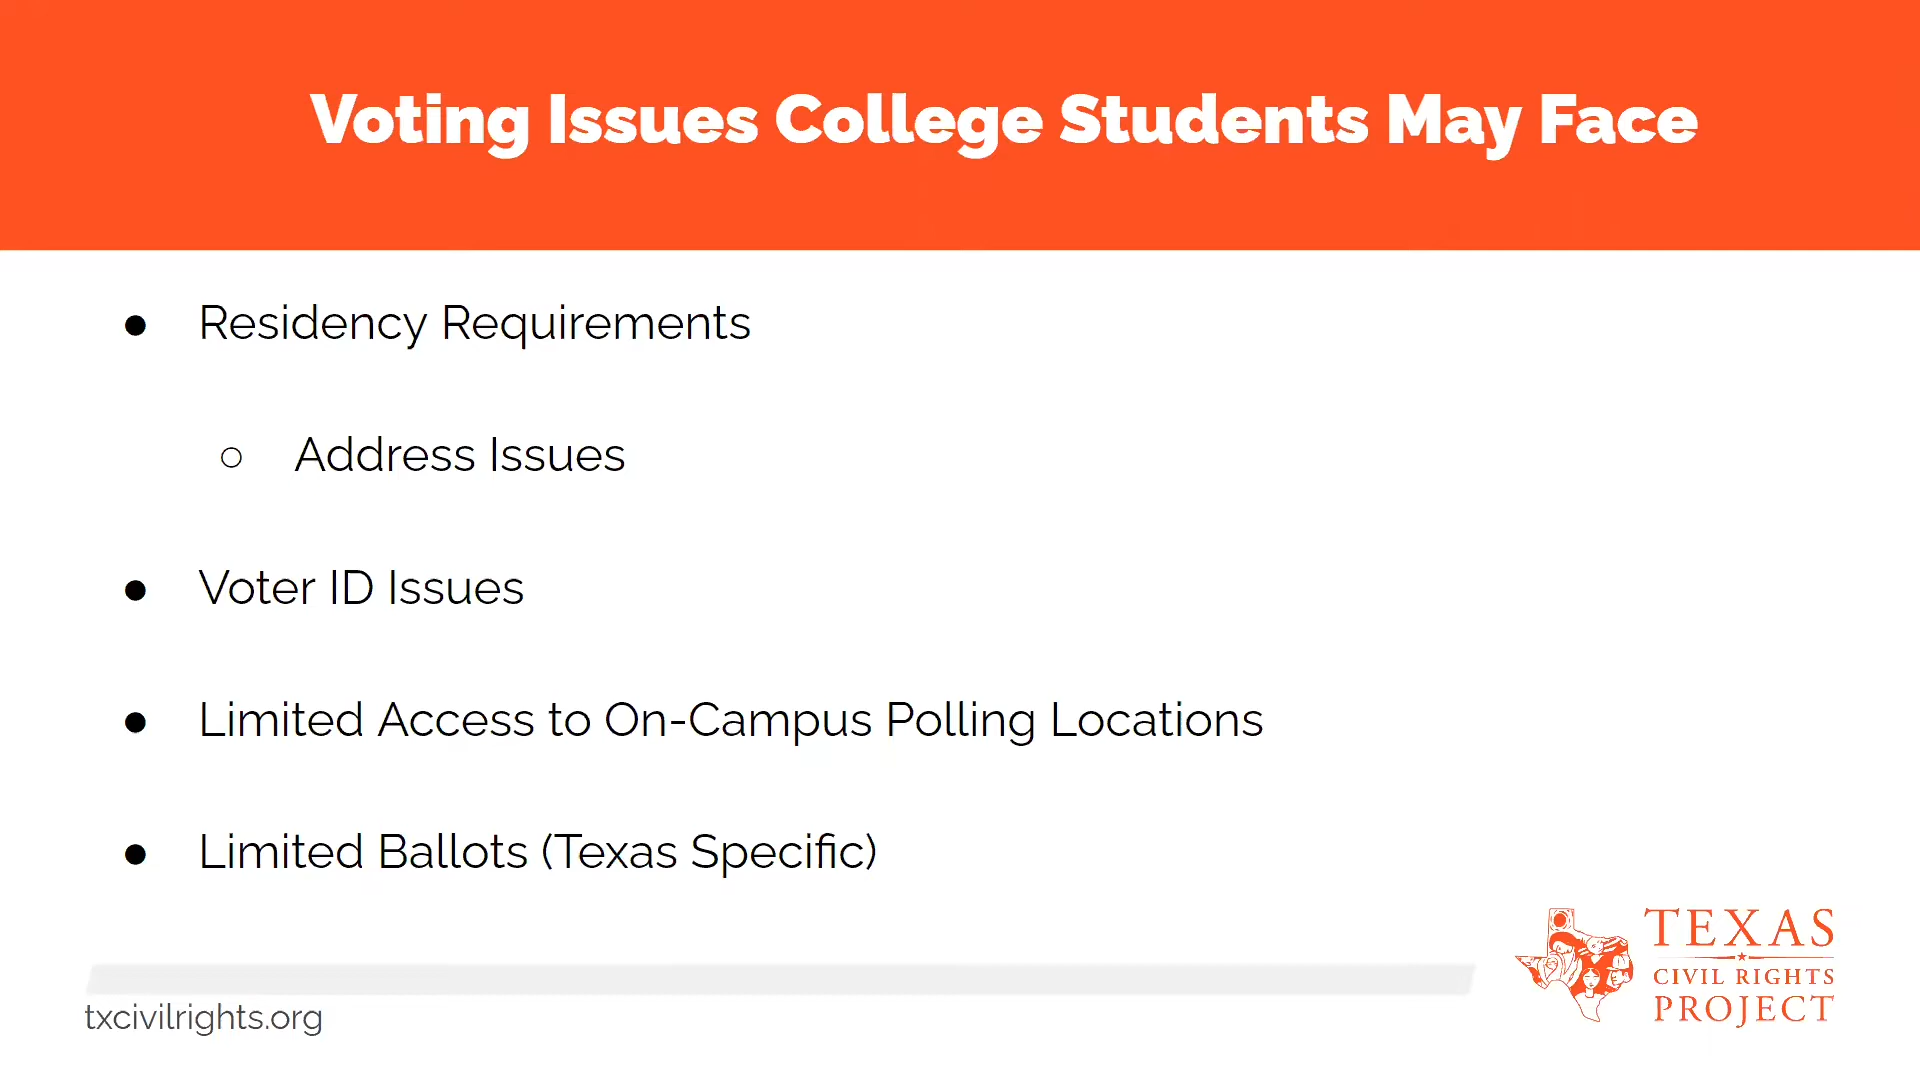 Voting Issues College Students May Face
● Residency Requirements
○ Address Issues
● Voter ID Issues
● Limited Access to On-Campus Polling Locations
● Limited Ballots (Texas Specific)
TEXAS
CIVIL RIGHTS
PROJECT
txcivilrights.org